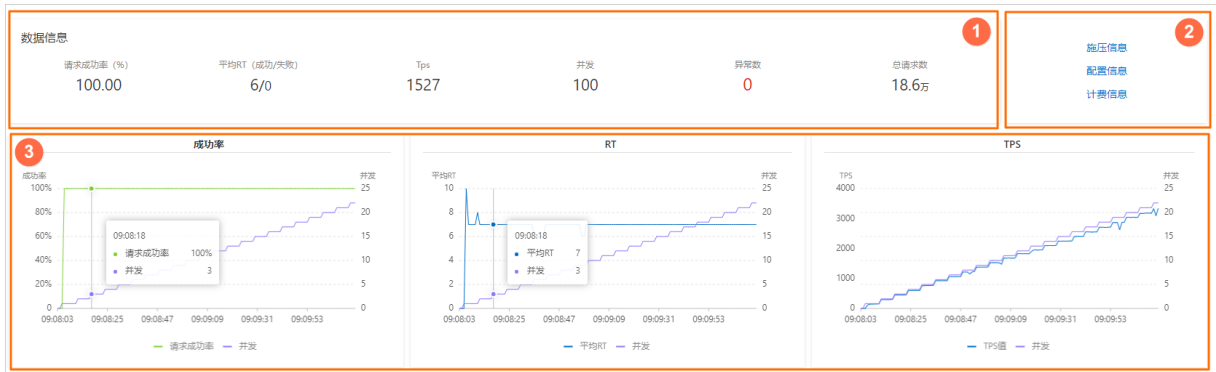 数据信息
1
请求成功率（%） 平均RT（成功/失败） Tps 并发 异常数 总请求数
100.00 6/0 1527 100 0 18.6万
2
施压信息
配置信息
计费信息
3
成功率
成功率 并发
100% 25
80% 20
60% 15
40% 10
20% 5
0 0
09:08:18
请求成功率 100%
并发 3
09:08:03 09:08:25 09:08:47 09:09:09 09:09:31 09:09:53
请求成功率 并发
RT
平均RT 并发
10 25
8 20
6 15
4 10
2 5
0 0
09:08:18
平均RT 7
并发 3
09:08:03 09:08:25 09:08:47 09:09:09 09:09:31 09:09:53
平均RT 并发
TPS
TPS 并发
4000 25
20
3000
15
2000
10
1000
5
0 0
09:08:03 09:08:25 09:08:47 09:09:09 09:09:31 09:09:53
TPS值 并发